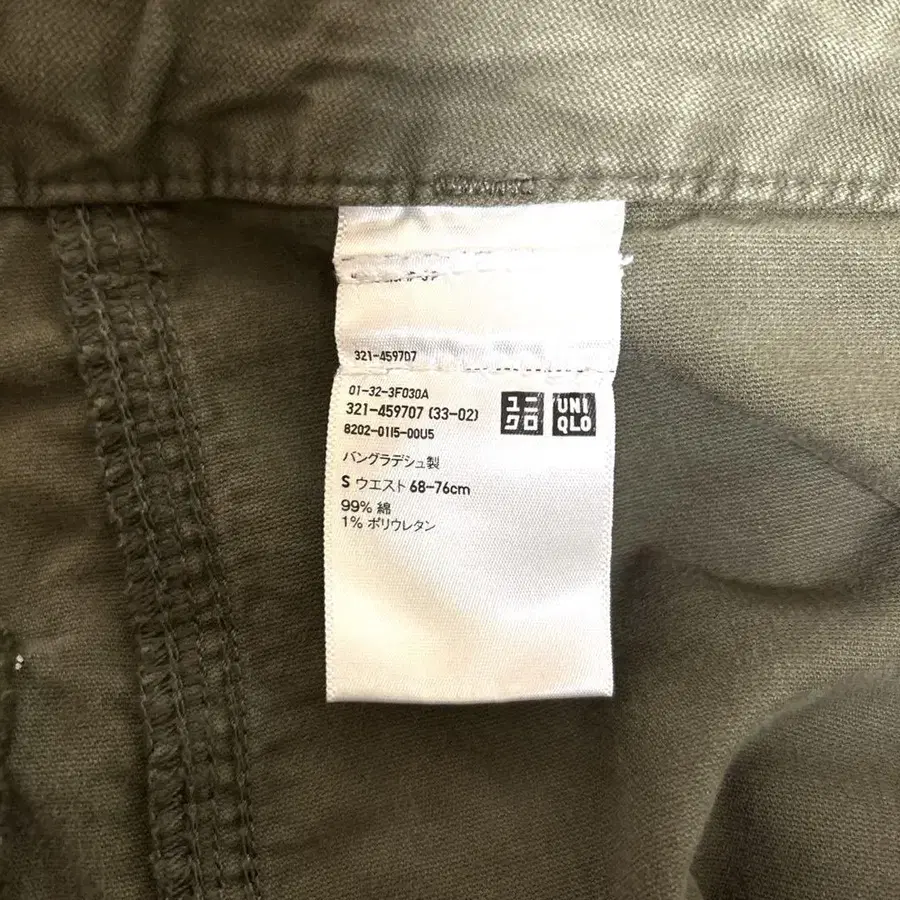 321-459707
01-32-3F030A
321-459707 (33-02)
8202-0115-00U5
ユニ
クロ
UNI
QLO
バングラデシュ製
S ウエスト 68-76cm
99% 綿
1% ポリウレタン